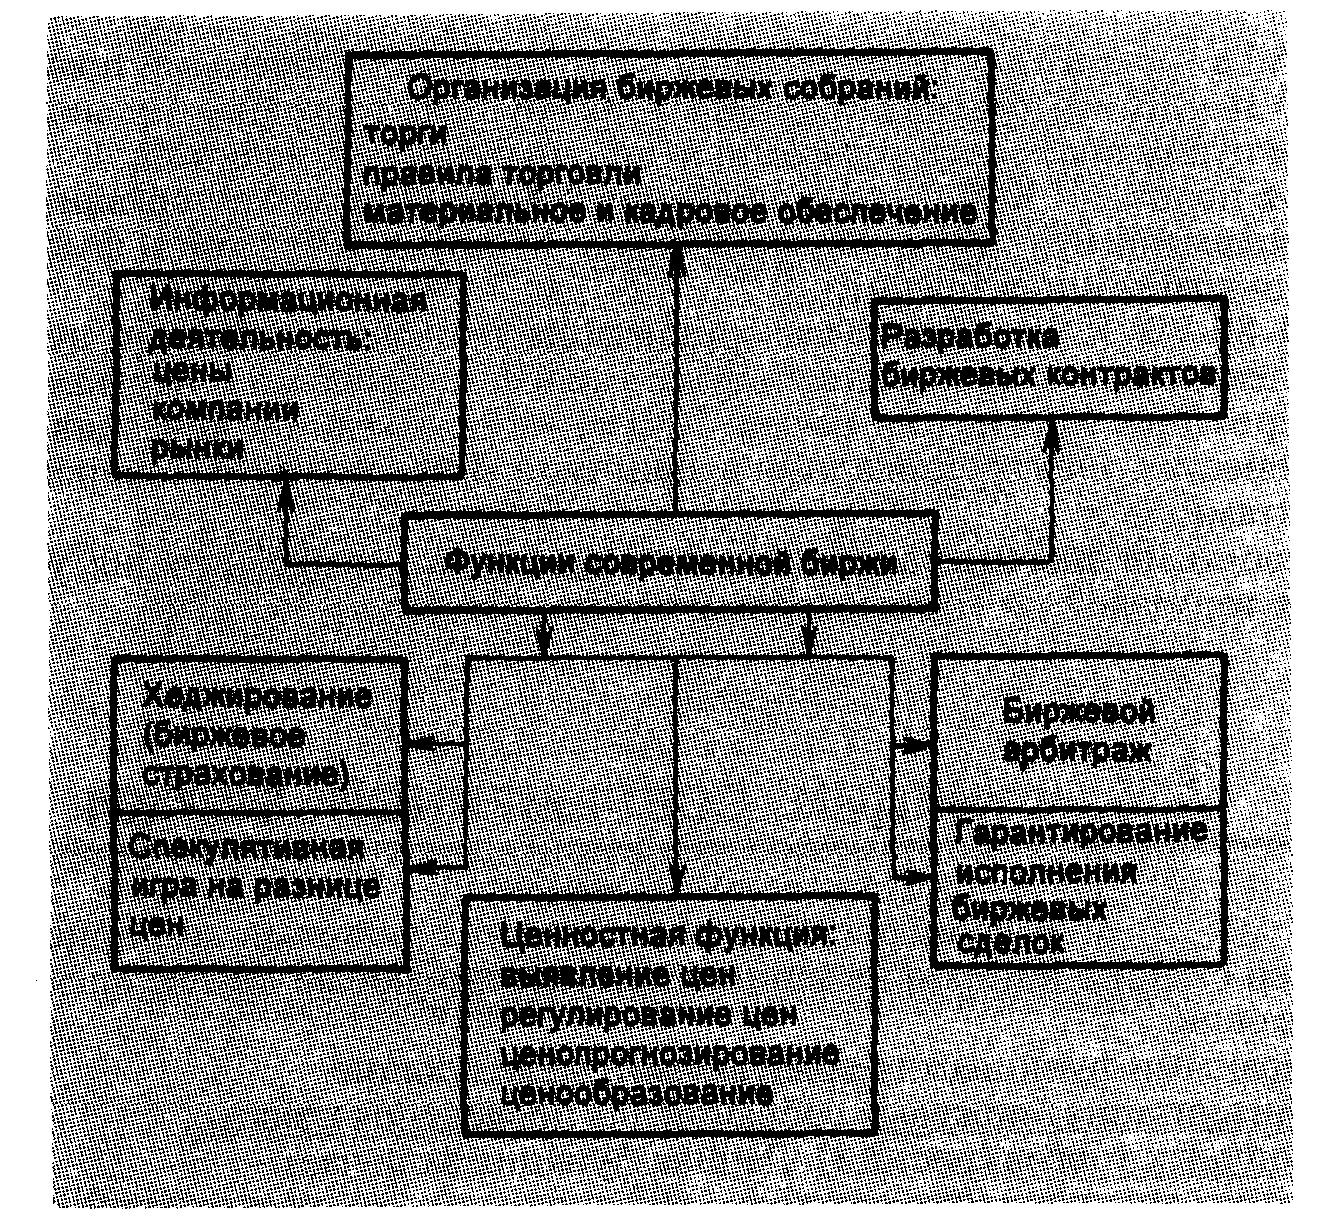 Организация биржевых собраний:
торги
правила торговли
материальное и кадровое обеспечение
Информационная
деятельность:
цены
компании
рынки
Разработка
биржевых контрактов
Функции современной биржи
Хеджирование
(биржевое
страхование)
Спекулятивная
игра на разнице
цен
Биржевой
арбитраж
Гарантирование
исполнения
биржевых
сделок
Ценностная функция:
выявление цен
регулирование цен
ценопрогнозирование
ценообразование